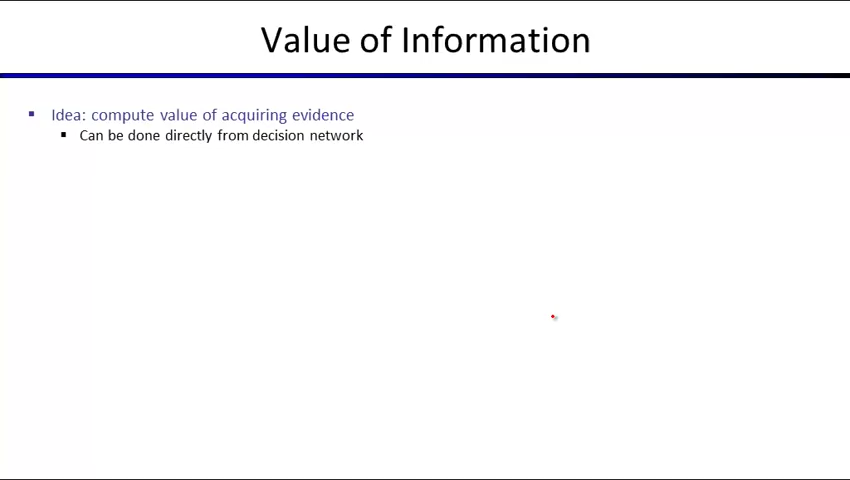 Value of Information
Idea: compute value of acquiring evidence
Can be done directly from decision network